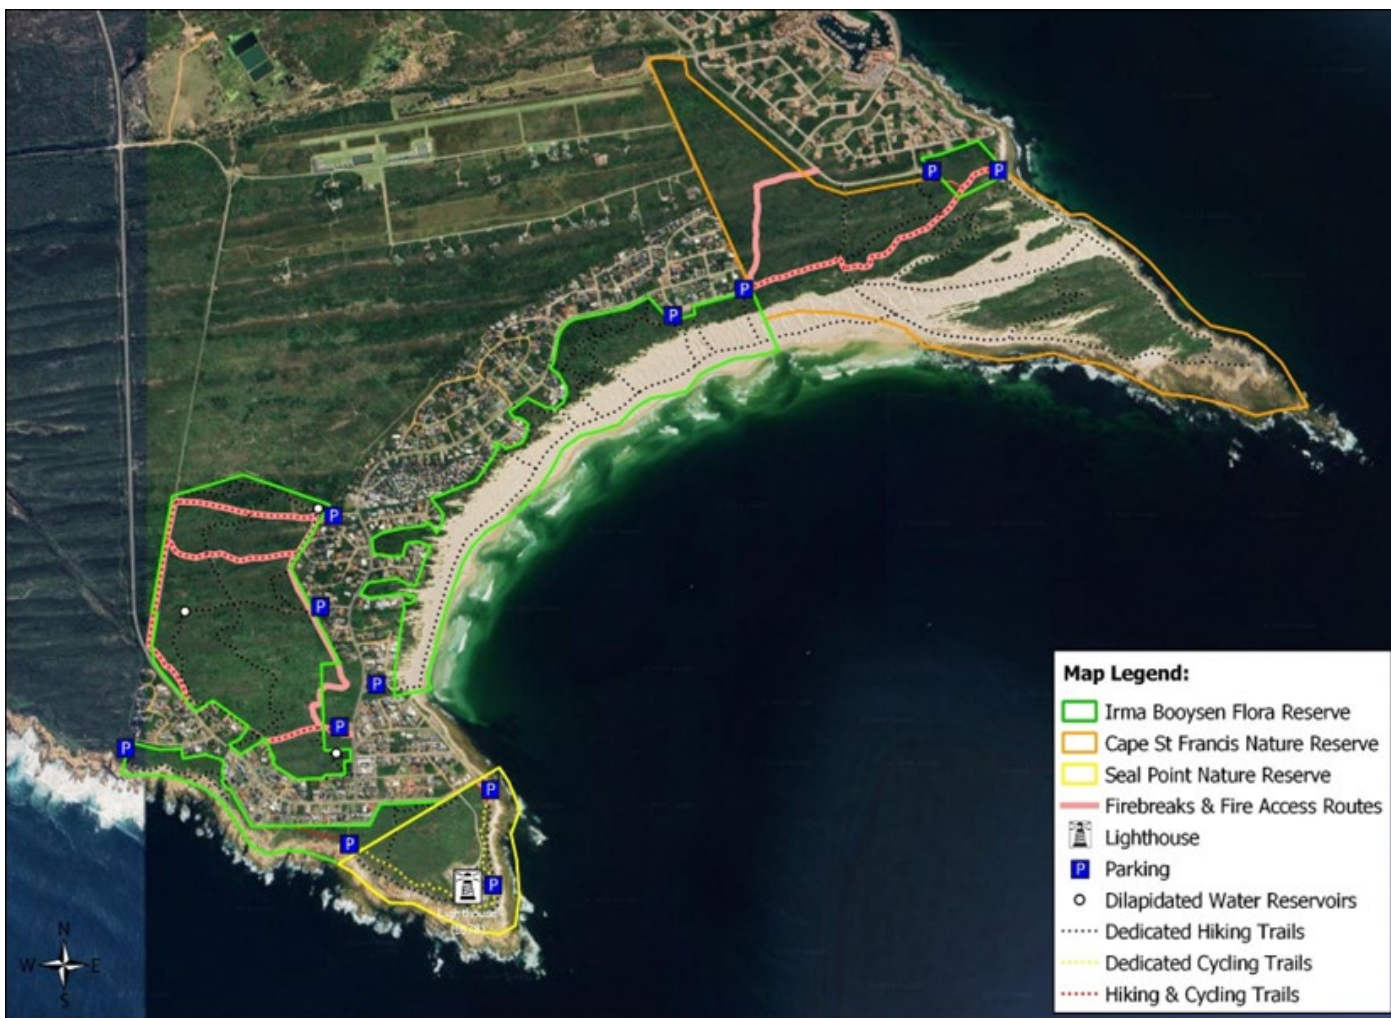 P
P
P
P
P
P
P
P
P
P
P
P
P
Lighthouse
N
W E
S
Map Legend:
Irma Booysen Flora Reserve
Cape St Francis Nature Reserve
Seal Point Nature Reserve
Firebreaks & Fire Access Routes
Lighthouse
P Parking
Dilapidated Water Reservoirs
Dedicated Hiking Trails
Dedicated Cycling Trails
Hiking & Cycling Trails